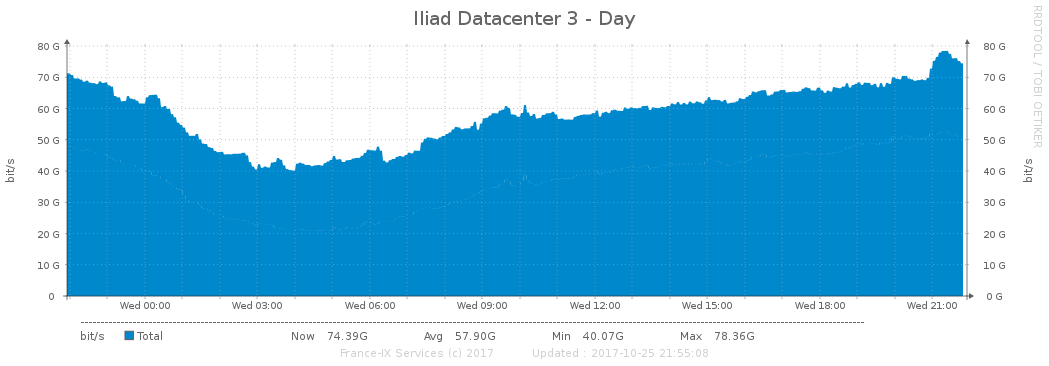 Iliad Datacenter 3 - Day
RRDTOOL / TOBI OETIKER
80 G 80 G
70 G 70 G
60 G 60 G
50 G 50 G
40 G 40 G
30 G 30 G
20 G 20 G
10 G 10 G
0 0 G
bit/s bit/s
Wed 00:00 Wed 03:00 Wed 06:00 Wed 09:00 Wed 12:00 Wed 15:00 Wed 18:00 Wed 21:00
bit/s Total Now 74.39G Avg 57.90G Min 40.07G Max 78.36G
France-IX Services (c) 2017 Updated : 2017-10-25 21:55:08